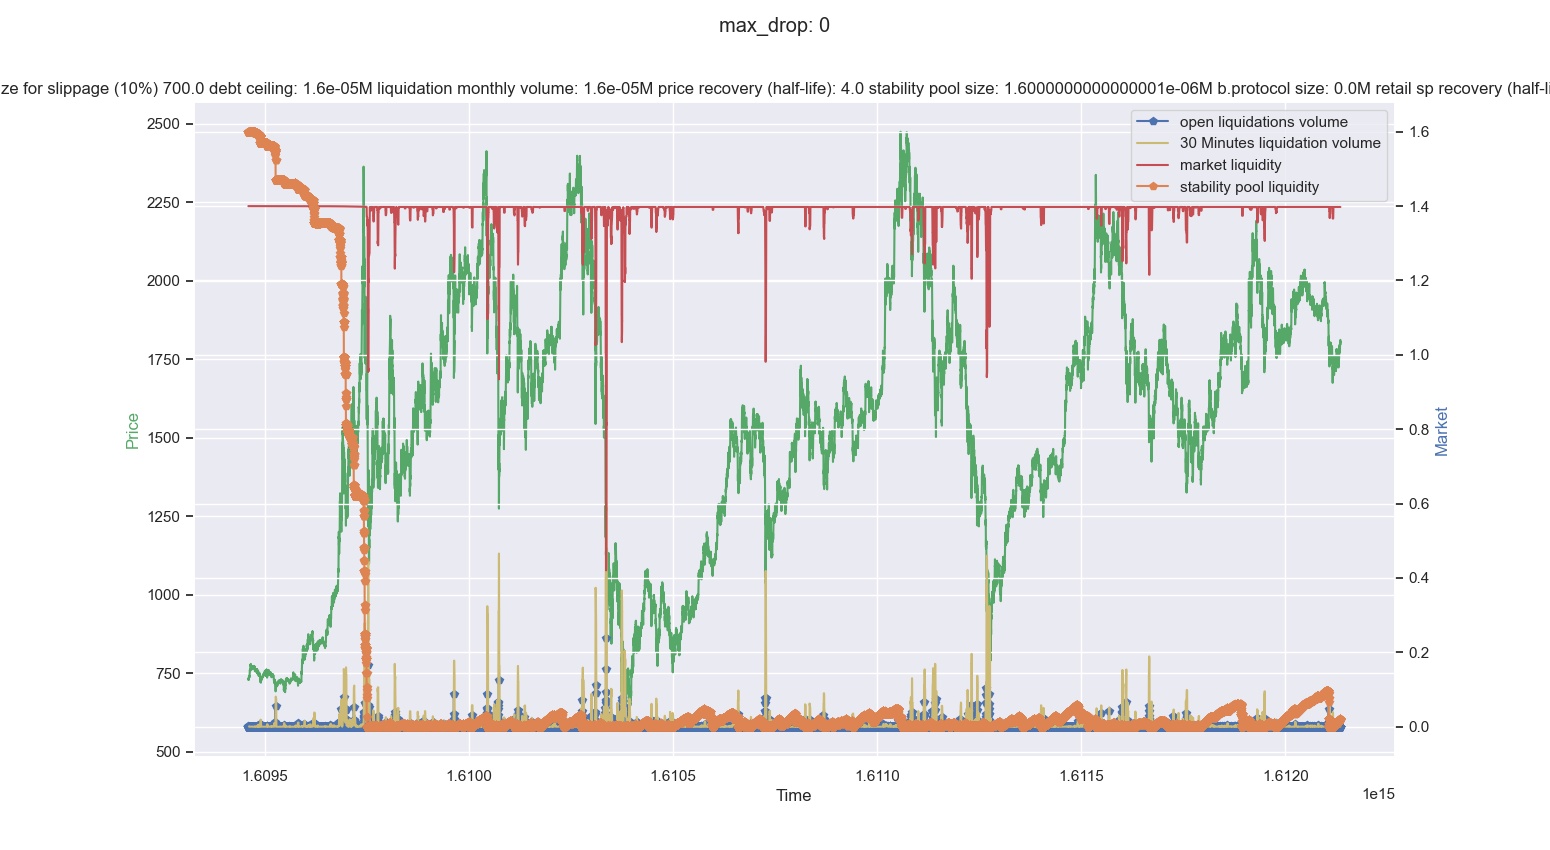 max_drop: 0
ze for slippage (10%) 700.0 debt ceiling: 1.6e-05M liquidation monthly volume: 1.6e-05M price recovery (half-life): 4.0 stability pool size: 1.6000000000000001e-06M b.protocol size: 0.0M retail sp recovery (half-li
open liquidations volume
30 Minutes liquidation volume
market liquidity
stability pool liquidity
2500
2250
2000
1750
1500
1250
1000
750
500
Price
1.6
1.4
1.2
1.0
0.8
0.6
0.4
0.2
0.0
Market
1.6095 1.6100 1.6105 1.6110 1.6115 1.6120
Time
1e15